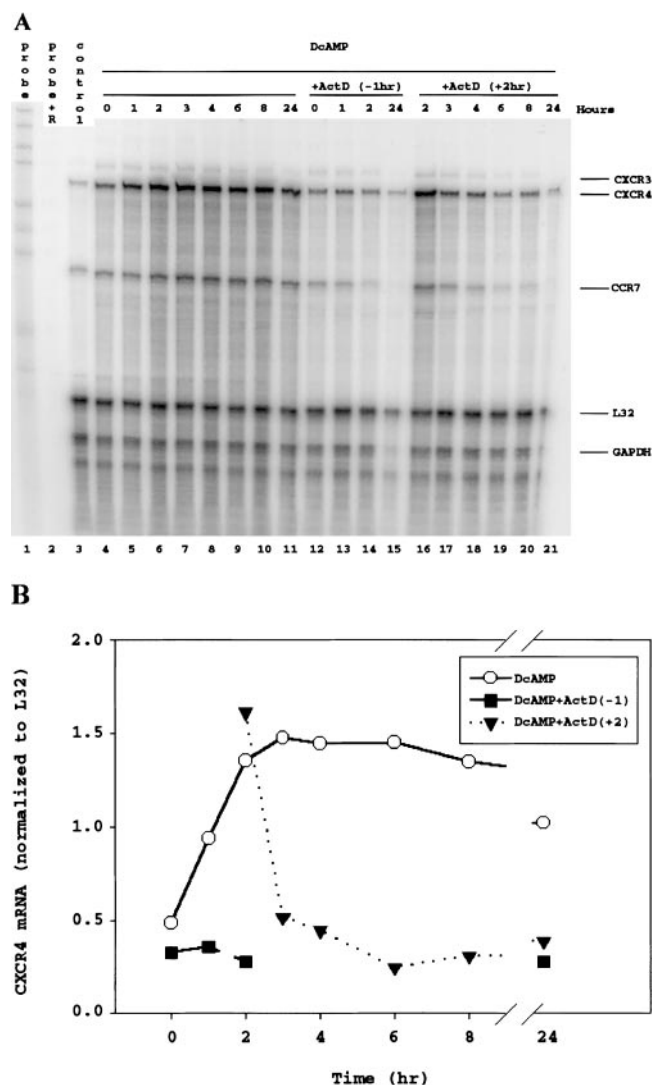 A
DcAMP
probe
probe+R
control
+ActD (-1hr)
+ActD (+2hr)
0 1 2 3 4 6 8 24 0 1 2 24 2 3 4 6 8 24 Hours
CXCR3
CXCR4
CCR7
L32
GAPDH
1 2 3 4 5 6 7 8 9 10 11 12 13 14 15 16 17 18 19 20 21
B
CXCR4 mRNA (normalized to L32)
2.0
1.5
1.0
0.5
0.0
DcAMP
DcAMP+ActD(-1)
DcAMP+ActD(+2)
0 2 4 6 8 24
Time (hr)